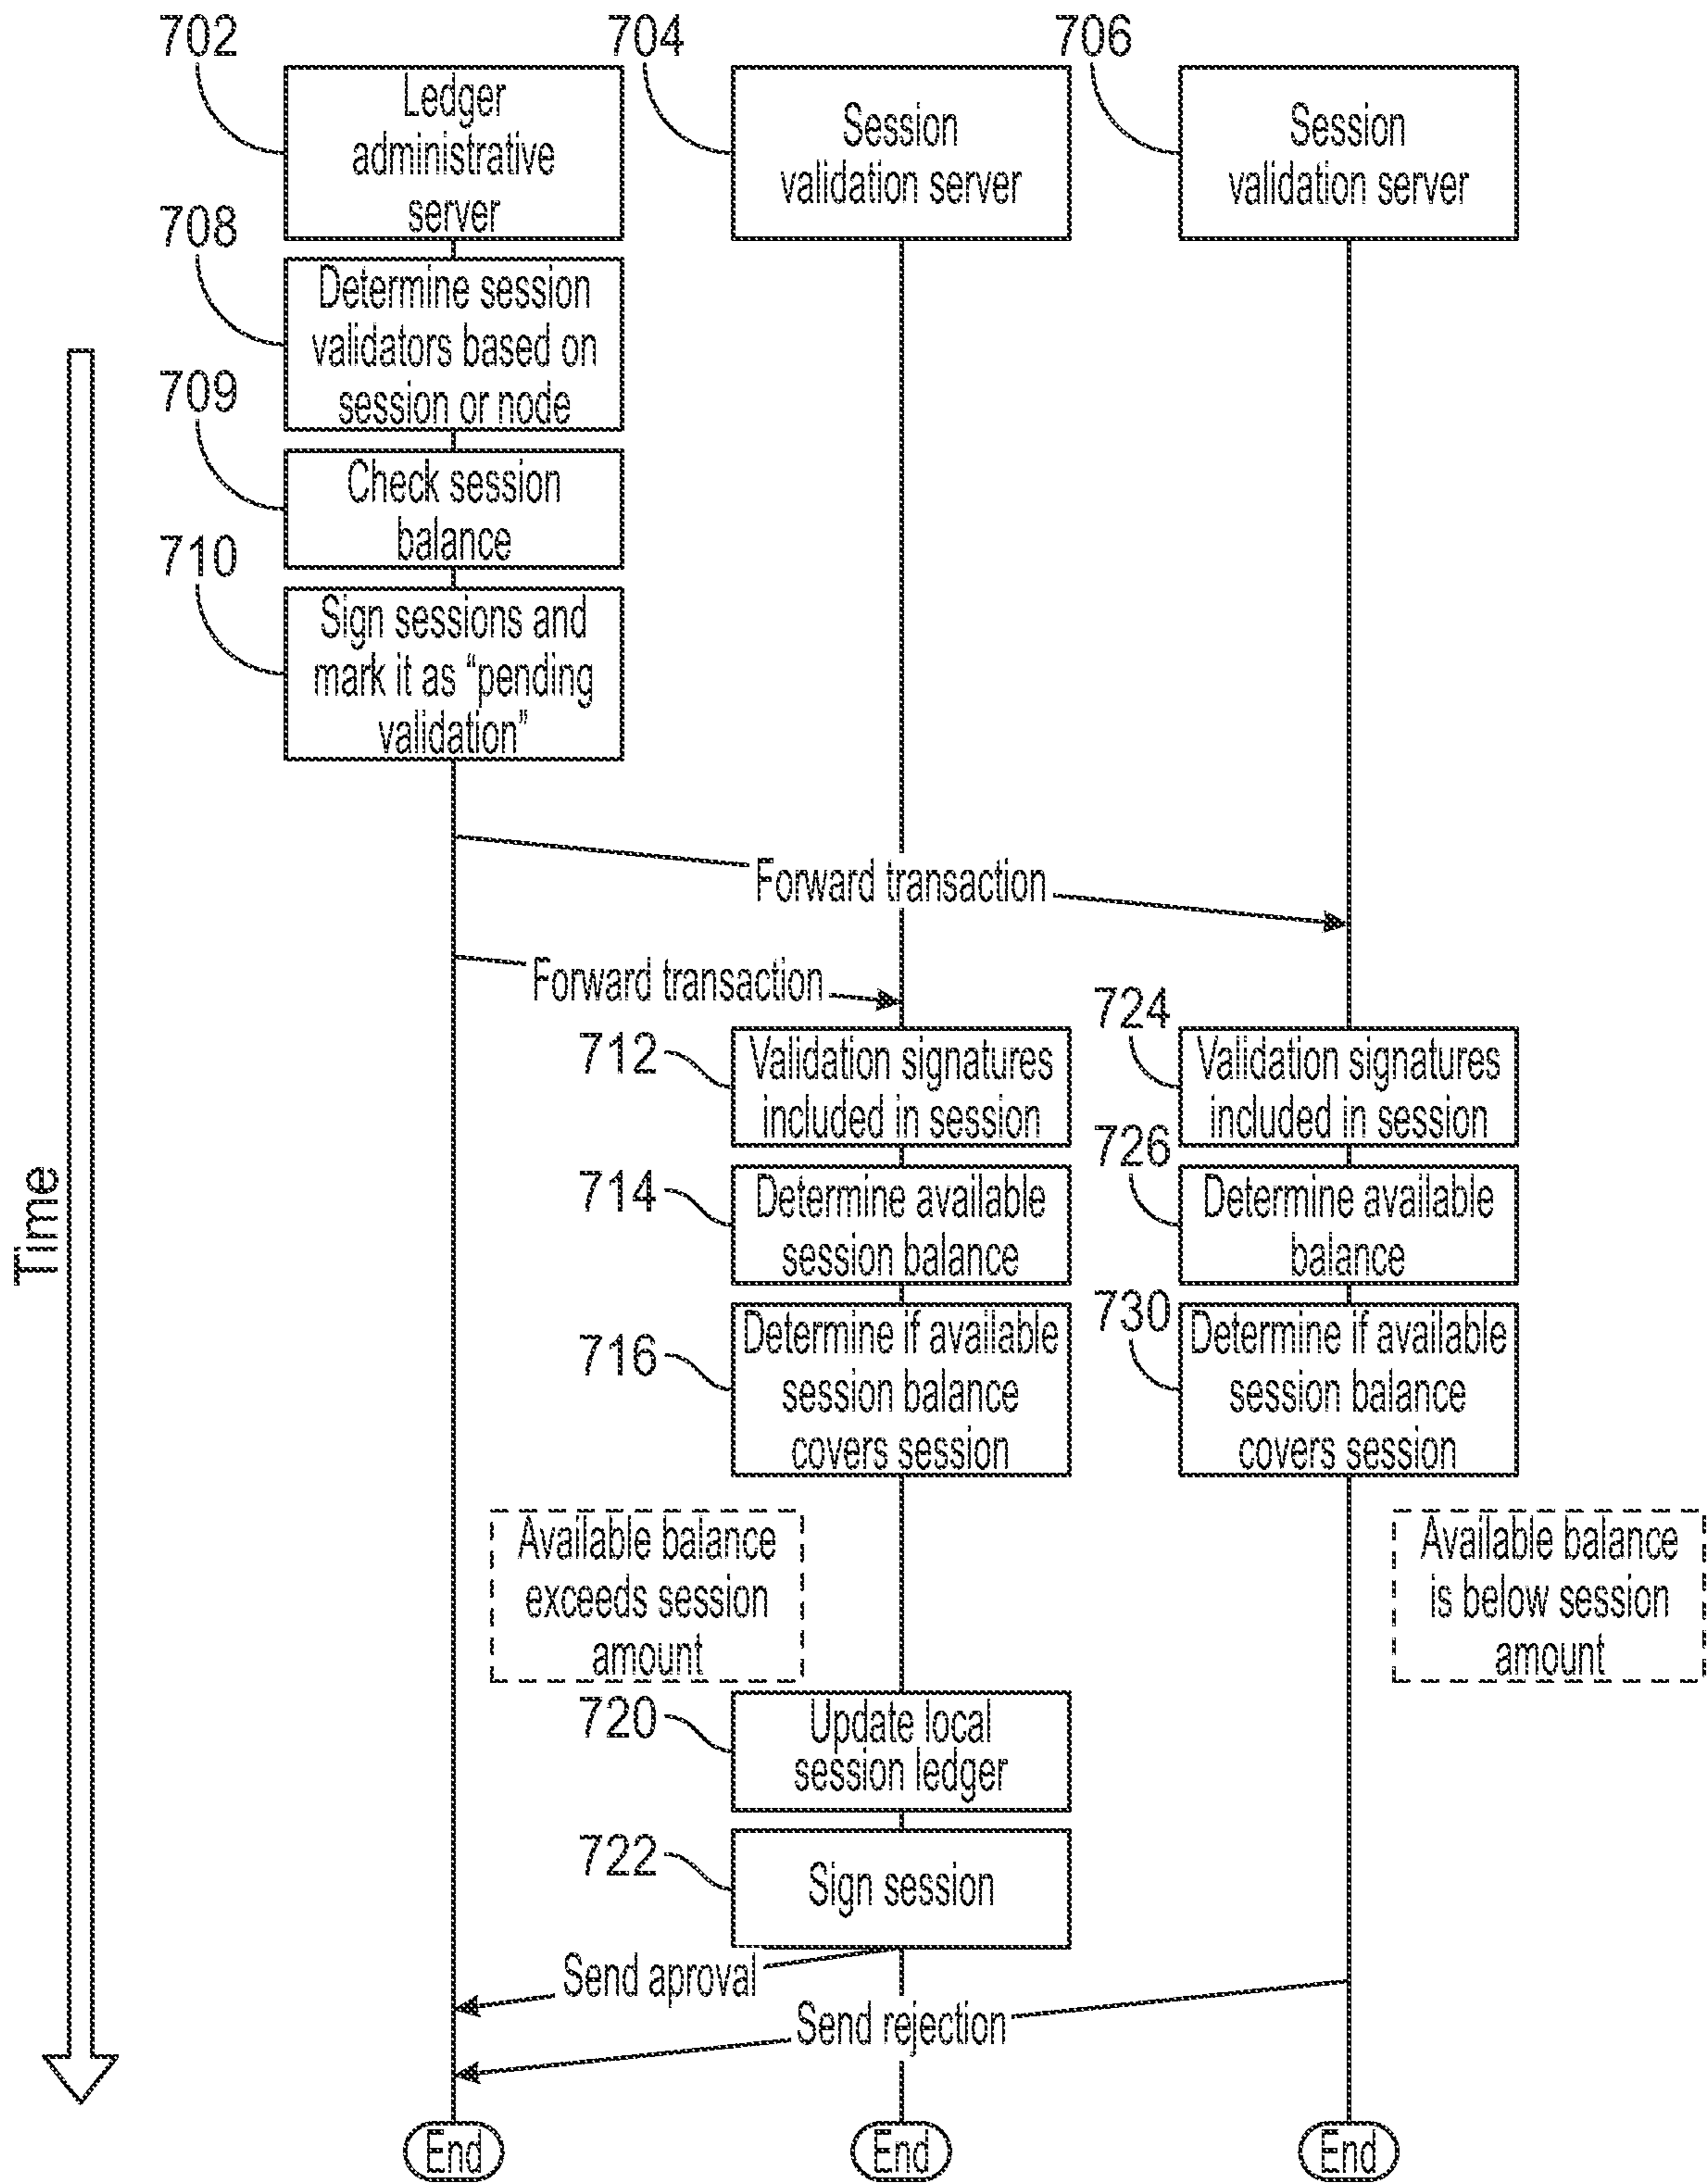 702
704
706
Ledger
administrative
server
Session
validation server
Session
validation server
708
Determine session
validators based on
session or node
709
Check session
balance
710
Sign sessions and
mark it as “pending
validation”
Forward transaction
Forward transaction
712
Validation signatures
included in session
724
Validation signatures
included in session
714
Determine available
session balance
726
Determine available
balance
716
Determine if available
session balance
covers session
730
Determine if available
session balance
covers session
Time
Available balance
exceeds session
amount
Available balance
is below session
amount
720
Update local
session ledger
722
Sign session
Send aproval
Send rejection
End
End
End